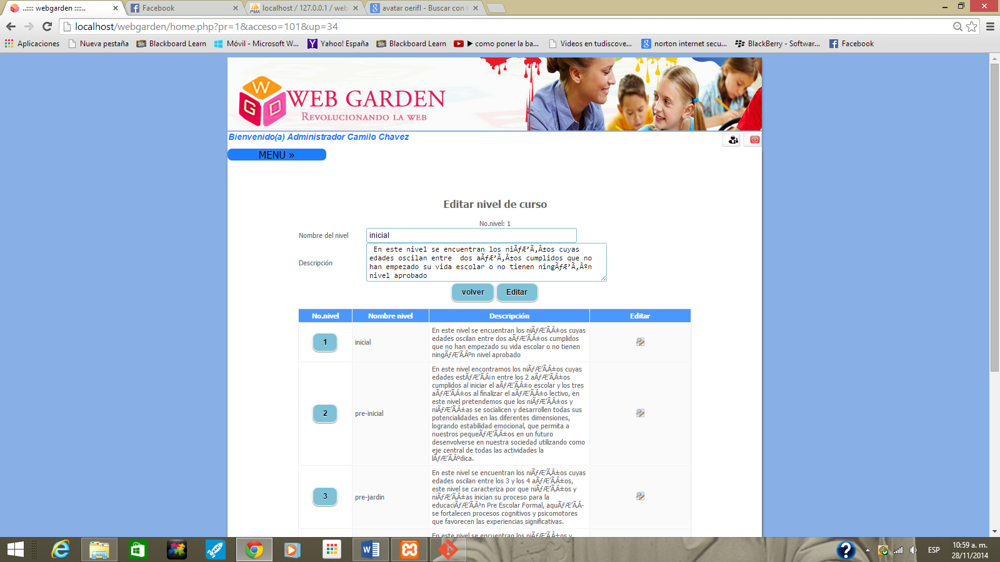 ..:::: webgarden ::::..
Facebook
localhost / 127.0.0.1 / web
avatar oerifl - Buscar con
localhost/webgarden/home.php?pr=1&acceso=101&up=34
Aplicaciones
Nueva pestaña
Blackboard Learn
Móvil - Microsoft W...
Yahoo! España
Blackboard Learn
como poner la ba...
Videos en tudiscove...
norton internet secu...
BlackBerry - Softwar...
Facebook
WGD
WEB GARDEN
REVOLUCIONANDO LA WEB
Bienvenido(a) Administrador Camilo Chavez
MENU »
Editar nivel de curso
No.nivel: 1
Nombre del nivel
inicial
Descripción
En este nivel se encuentran los niÃƒÆ’Ã‚Â±os cuyas
edades oscilan entre  dos aÃƒÆ’Ã‚Â±os cumplidos que no
han empezado su vida escolar o no tienen ningÃƒÆ’Ã‚Âºn
nivel aprobado
volver
Editar
No.nivel
Nombre nivel
Descripción
Editar
1
inicial
En este nivel se encuentran los niÃƒÆ’Ã‚Â±os cuyas
edades oscilan entre dos aÃƒÆ’Ã‚Â±os cumplidos
que no han empezado su vida escolar o no tienen
ningÃƒÆ’Ã‚Âºn nivel aprobado
2
pre-inicial
En este nivel encontramos los niÃƒÆ’Ã‚Â±os cuyas
edades estÃƒÆ’Ã‚Â¡n entre los 2 aÃƒÆ’Ã‚Â±os
cumplidos al iniciar el aÃƒÆ’Ã‚Â±o escolar y los tres
aÃƒÆ’Ã‚Â±os al finalizar el aÃƒÆ’Ã‚Â±o lectivo, en
este nivel pretendemos que los niÃƒÆ’Ã‚Â±os y
niÃƒÆ’Ã‚Â±as se socialicen y desarrollen todas sus
potencialidades en las diferentes dimensiones,
logrando estabilidad emocional, que permita a
nuestros pequeÃƒÆ’Ã‚Â±os en un futuro
desenvolverse en nuestra sociedad utilizando como
eje central de todas las actividades la
lÃƒÆ’Ã‚Âºdica.
3
pre-jardin
En este nivel se encuentran los niÃƒÆ’Ã‚Â±os cuyas
edades oscilan entre los 3 y los 4 aÃƒÆ’Ã‚Â±os,
este nivel se caracteriza por que niÃƒÆ’Ã‚Â±os y
niÃƒÆ’Ã‚Â±as inician su proceso para la
educaciÃƒÆ’Ã‚Â³n Pre Escolar Formal, aquÃƒÆ’Ã‚Â-
se fortalecen procesos cognitivos y psicomotores
que favorecen las experiencias significativas.
En este nivel se encuentran los niÃƒÆ’Ã‚Â±os y
ESP
10:59 a. m.
28/11/2014